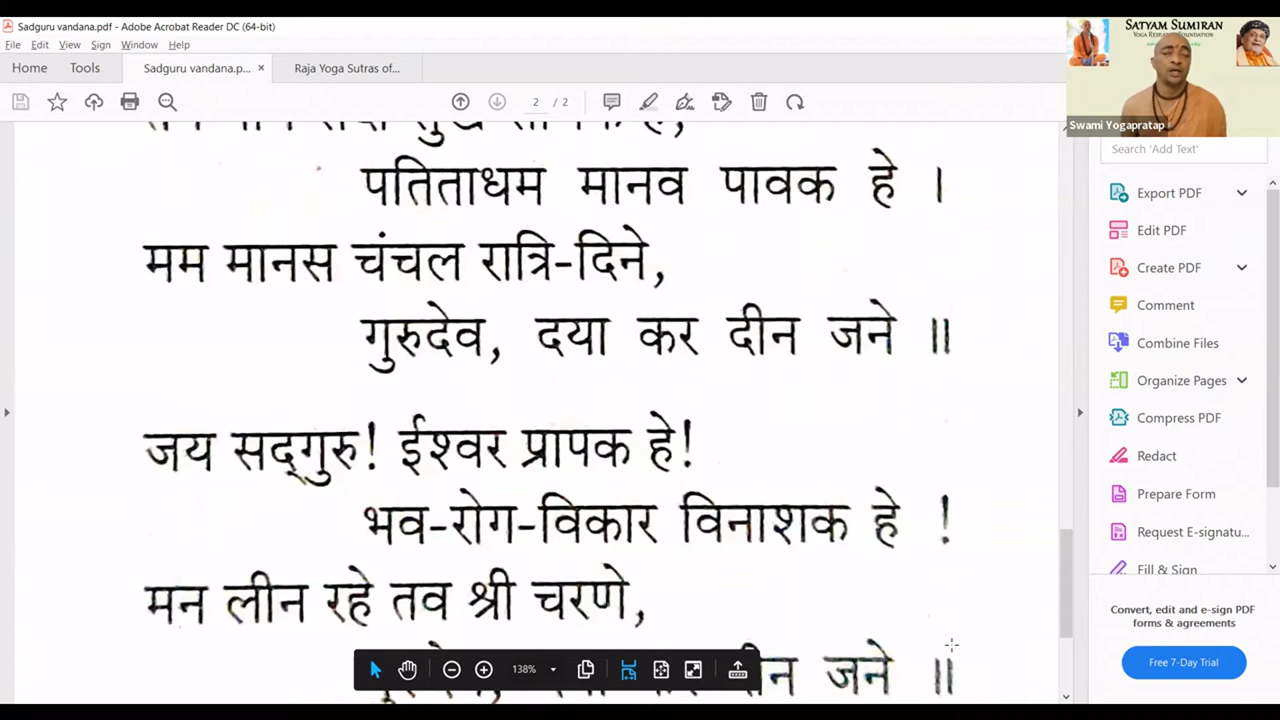 Sadguru vandana.pdf - Adobe Acrobat Reader DC (64-bit)
File Edit View Sign Window Help
Home Tools Sadguru vandana.p... × Raja Yoga Sutras of...
2 / 2
SATYAM SUMIRAN
YOGA RESEARCH FOUNDATION
Swami Yogapratap
Search 'Add Text'
Export PDF
Edit PDF
Create PDF
Comment
Combine Files
Organize Pages
Compress PDF
Redact
Prepare Form
Request E-signatu...
Fill & Sign
Convert, edit and e-sign PDF
forms & agreements
Free 7-Day Trial
पतिताधम मानव पावक हे ।
मम मानस चंचल रात्रि-दिने,
गुरुदेव, दया कर दीन जने ॥
जय सद्‌गुरु! ईश्वर प्रापक हे!
भव-रोग-विकार विनाशक हे !
मन लीन रहे तव श्री चरणे,
दीन जने ॥
138%